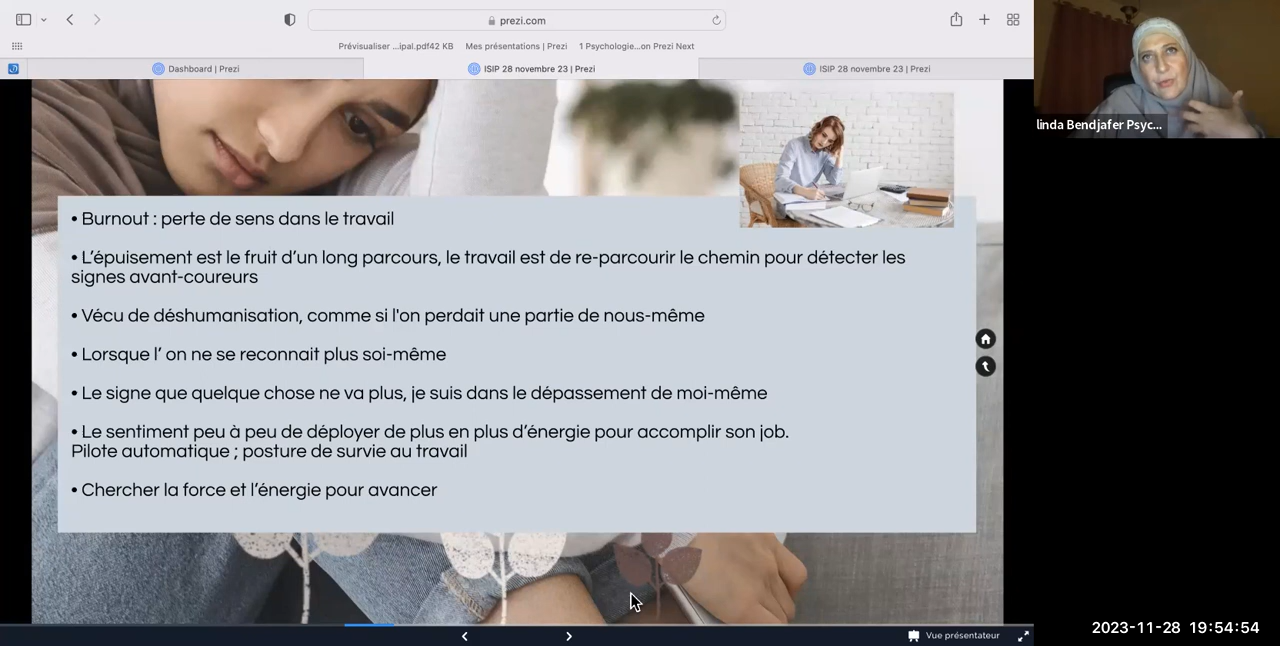 prezi.com
Prévisualiser ...ipal.pdf42 KB
Mes présentations | Prezi
1 Psychologie...on Prezi Next
Dashboard | Prezi
ISIP 28 novembre 23 | Prezi
ISIP 28 novembre 23 | Prezi
linda Bendjafer Psyc...
• Burnout : perte de sens dans le travail
• L'épuisement est le fruit d'un long parcours, le travail est de re-parcourir le chemin pour détecter les
signes avant-coureurs
• Vécu de déshumanisation, comme si l'on perdait une partie de nous-même
• Lorsque l' on ne se reconnait plus soi-même
• Le signe que quelque chose ne va plus, je suis dans le dépassement de moi-même
• Le sentiment peu à peu de déployer de plus en plus d'énergie pour accomplir son job.
Pilote automatique ; posture de survie au travail
• Chercher la force et l'énergie pour avancer
Vue présentateur
2023-11-28 19:54:54